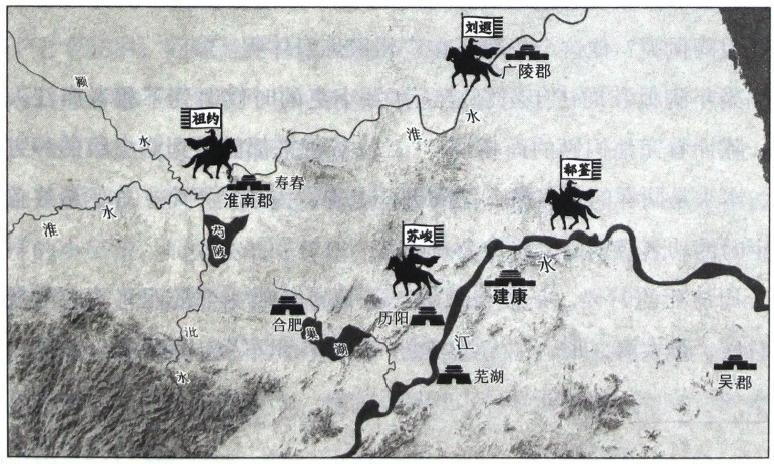 刘遐
广陵郡
颍
水
祖约
淮
水
寿春
淮南郡
郗鉴
淮
水
芍
陂
苏峻
水
建康
合肥
巢
湖
历阳
沘
水
江
芜湖
吴郡